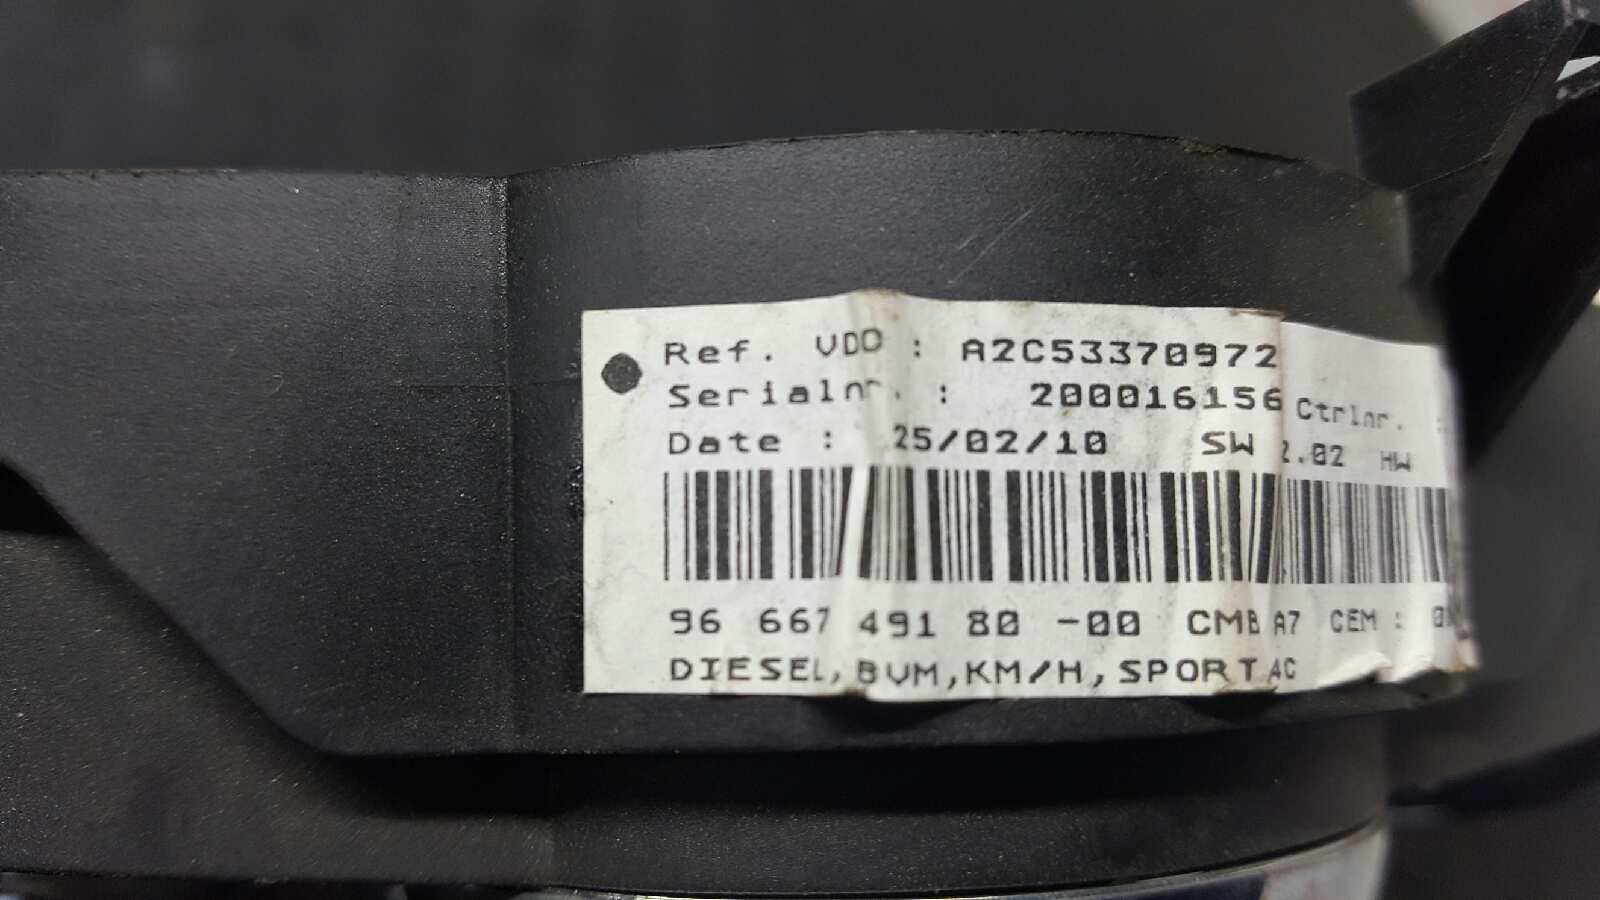 Ref. VDO : A2C53370972
Serialnr. : 200016156 Ctrlnr. :
Date : 25/02/10 SW 2.02 HW
96 667 491 80 -00 CMB A7 CEM :
DIESEL,BVM,KM/H,SPORT AC